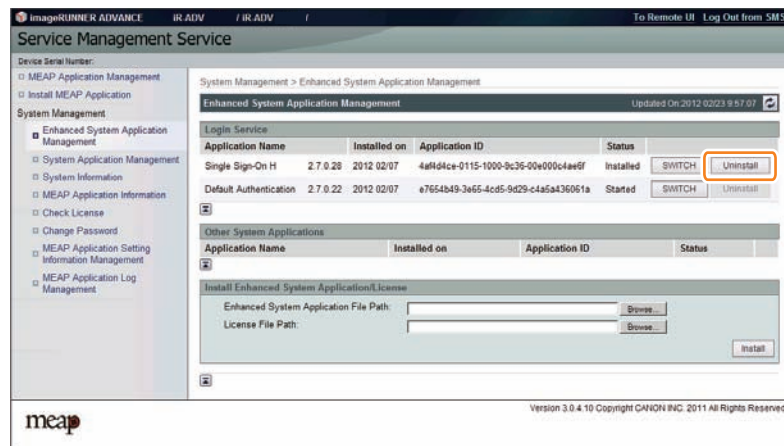 imageRUNNER ADVANCE iR ADV / iR ADV / To Remote UI Log Out from SMS
Service Management Service
Device Serial Number:
MEAP Application Management
Install MEAP Application
System Management
Enhanced System Application
Management
System Application Management
System Information
MEAP Application Information
Check License
Change Password
MEAP Application Setting
Information Management
MEAP Application Log
Management
System Management > Enhanced System Application Management
Enhanced System Application Management Updated On:2012 02/23 9:57:07
Login Service
Application Name Installed on Application ID Status
Single Sign-On H 2.7.0.28 2012 02/07 4af4d4ce-0115-1000-9c36-00e000c4ae6f Installed SWITCH Uninstall
Default Authentication 2.7.0.22 2012 02/07 e7654b49-3e65-4cd5-9d29-c4a5a436061a Started SWITCH Uninstall
Other System Applications
Application Name Installed on Application ID Status
Install Enhanced System Application/License
Enhanced System Application File Path: Browse...
License File Path: Browse...
Install
meap
Version 3.0.4.10 Copyright CANON INC. 2011 All Rights Reserved